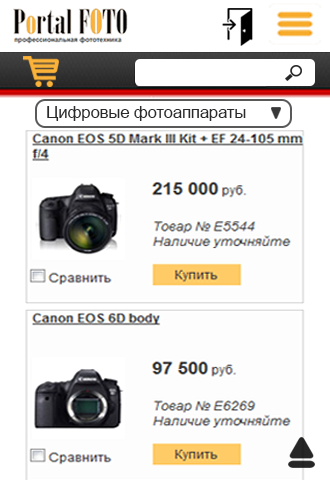 Portal FOTO
профессиональная фототехника
Цифровые фотоаппараты
Canon EOS 5D Mark III Kit + EF 24-105 mm
f/4
215 000 руб.
Товар № E5544
Наличие уточняйте
Сравнить
Купить
Canon EOS 6D body
97 500 руб.
Товар № E6269
Наличие уточняйте
Сравнить
Купить